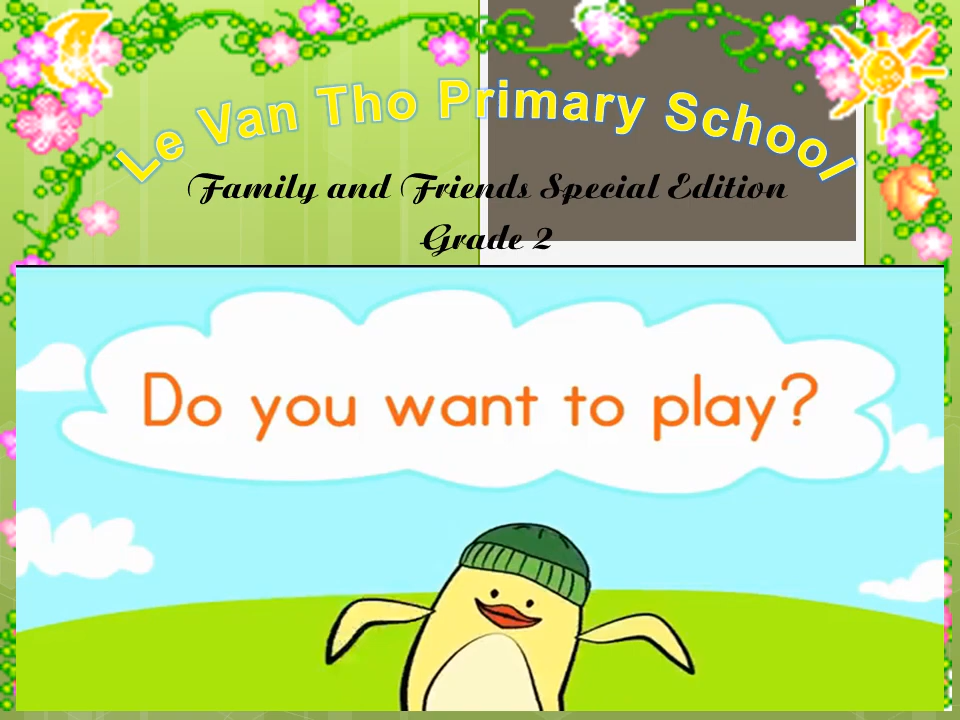 Le Van Tho Primary School
Family and Friends Special Edition
Grade 2
Do you want to play?